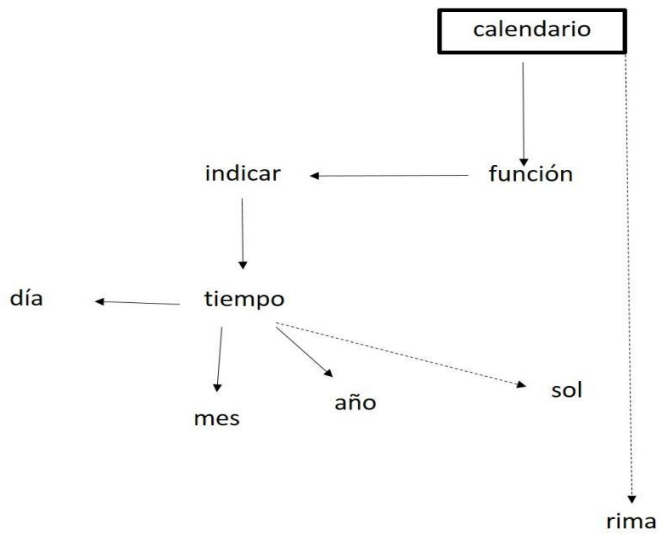 calendario
indicar
función
día
tiempo
mes
año
sol
rima